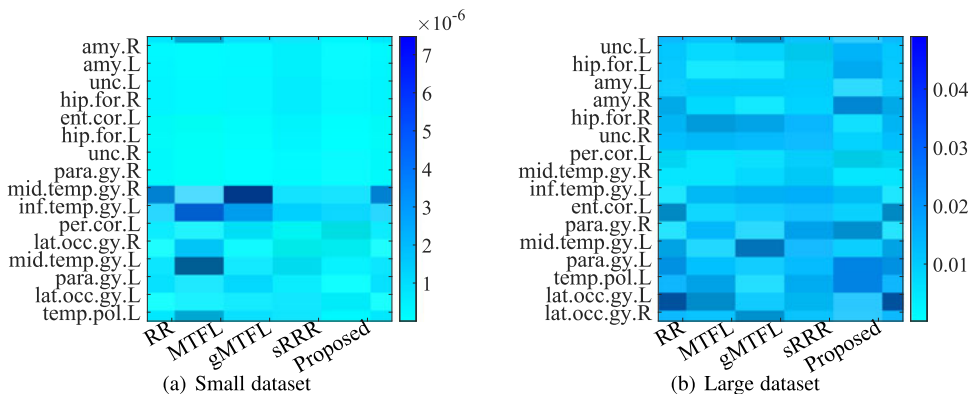 ×10^-6
amy.R
amy.L
unc.L
hip.for.R
ent.cor.L
hip.for.L
unc.R
para.gy.R
mid.temp.gy.R
inf.temp.gy.L
per.cor.L
lat.occ.gy.R
mid.temp.gy.L
para.gy.L
lat.occ.gy.L
temp.pol.L
7
6
5
4
3
2
1
RR
MTFL
gMTFL
sRRR
Proposed
(a) Small dataset
unc.L
hip.for.L
amy.L
amy.R
hip.for.R
unc.R
per.cor.L
mid.temp.gy.R
inf.temp.gy.L
ent.cor.L
para.gy.R
mid.temp.gy.L
para.gy.L
temp.pol.L
lat.occ.gy.L
lat.occ.gy.R
0.04
0.03
0.02
0.01
RR
MTFL
gMTFL
sRRR
Proposed
(b) Large dataset